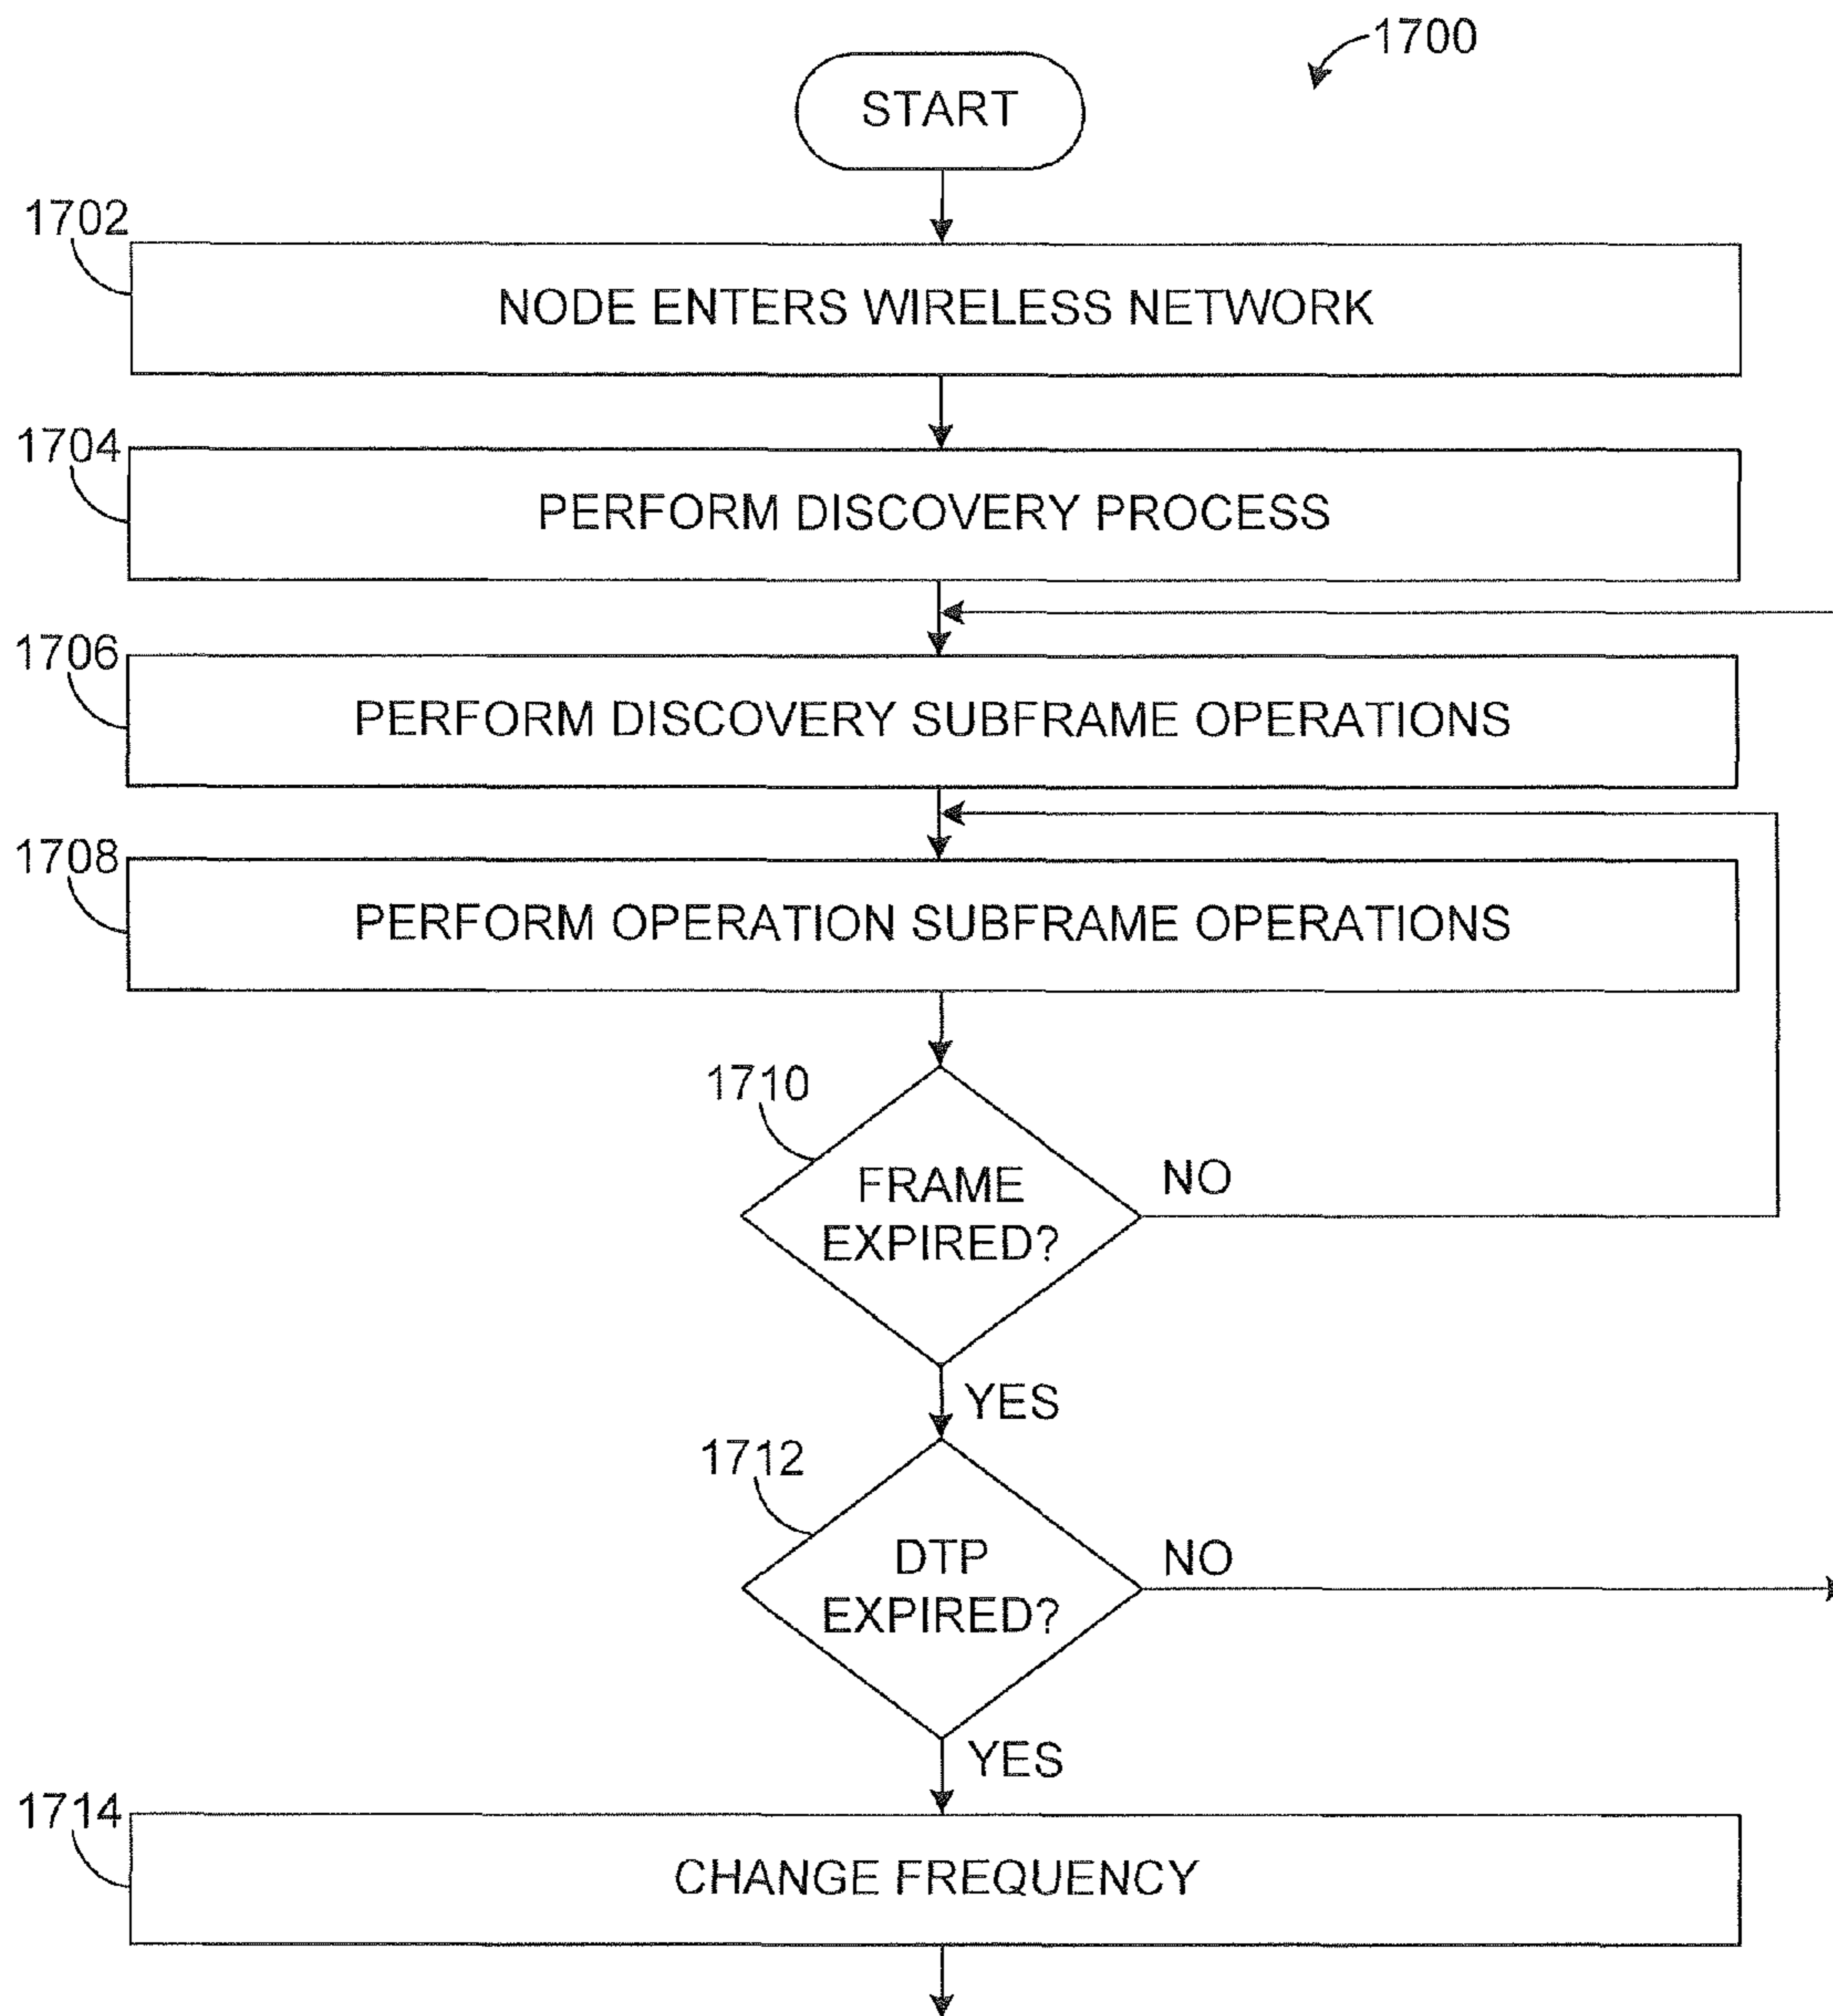 1700
START
1702
NODE ENTERS WIRELESS NETWORK
1704
PERFORM DISCOVERY PROCESS
1706
PERFORM DISCOVERY SUBFRAME OPERATIONS
1708
PERFORM OPERATION SUBFRAME OPERATIONS
1710
FRAME
EXPIRED?
NO
YES
1712
DTP
EXPIRED?
NO
YES
1714
CHANGE FREQUENCY